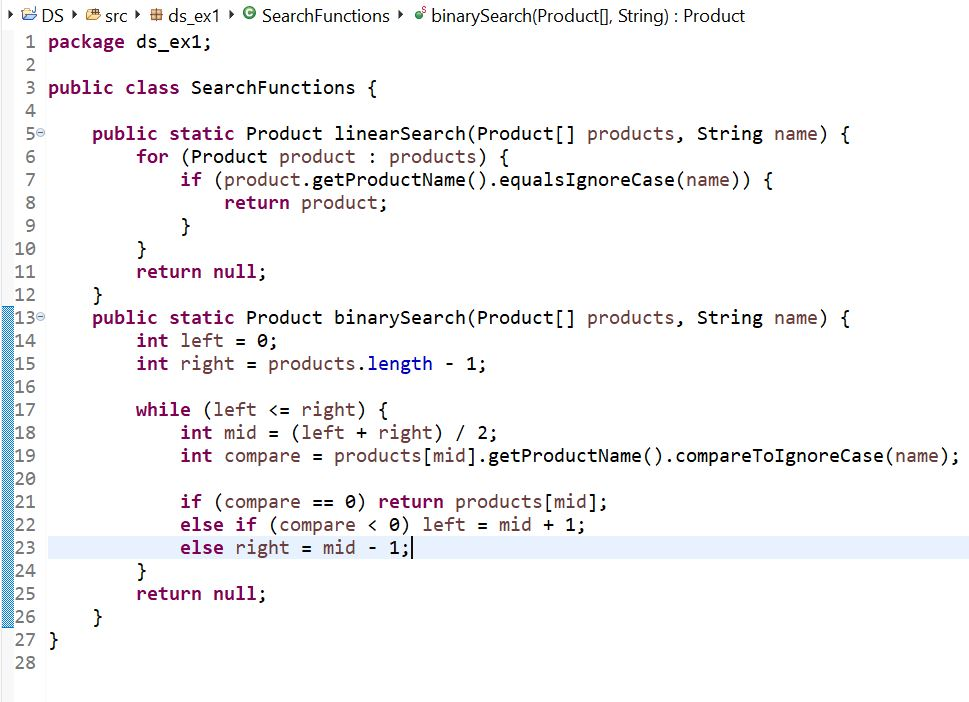 DS src ds_ex1 SearchFunctions binarySearch(Product[], String) : Product
1 package ds_ex1;
2
3 public class SearchFunctions {
4
5 public static Product linearSearch(Product[] products, String name) {
6 for (Product product : products) {
7 if (product.getProductName().equalsIgnoreCase(name)) {
8 return product;
9 }
10 }
11 return null;
12 }
13 public static Product binarySearch(Product[] products, String name) {
14 int left = 0;
15 int right = products.length - 1;
16
17 while (left <= right) {
18 int mid = (left + right) / 2;
19 int compare = products[mid].getProductName().compareToIgnoreCase(name);
20
21 if (compare == 0) return products[mid];
22 else if (compare < 0) left = mid + 1;
23 else right = mid - 1;
24 }
25 return null;
26 }
27 }
28